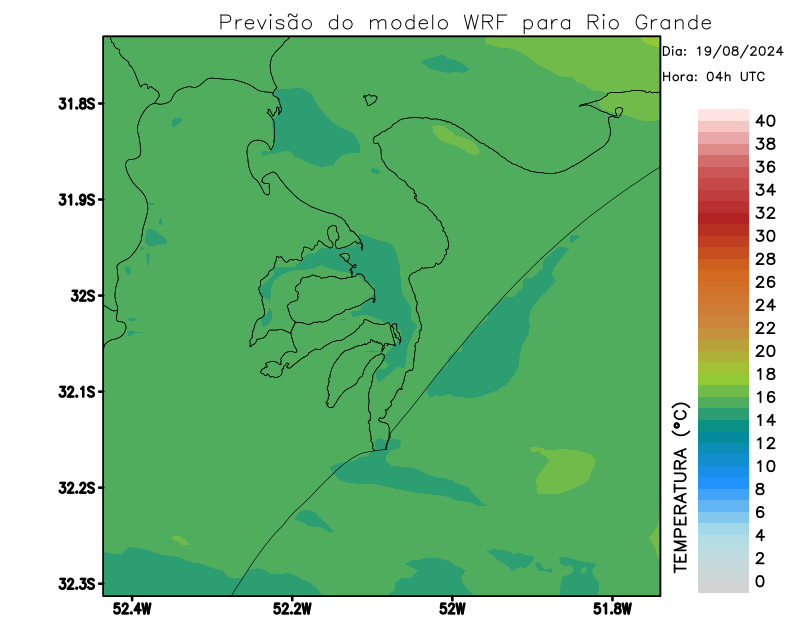 Previsão do modelo WRF para Rio Grande
Dia: 19/08/2024
Hora: 04h UTC
31.8S
31.9S
32S
32.1S
32.2S
32.3S
52.4W
52.2W
52W
51.8W
TEMPERATURA (°C)
40
38
36
34
32
30
28
26
24
22
20
18
16
14
12
10
8
6
4
2
0